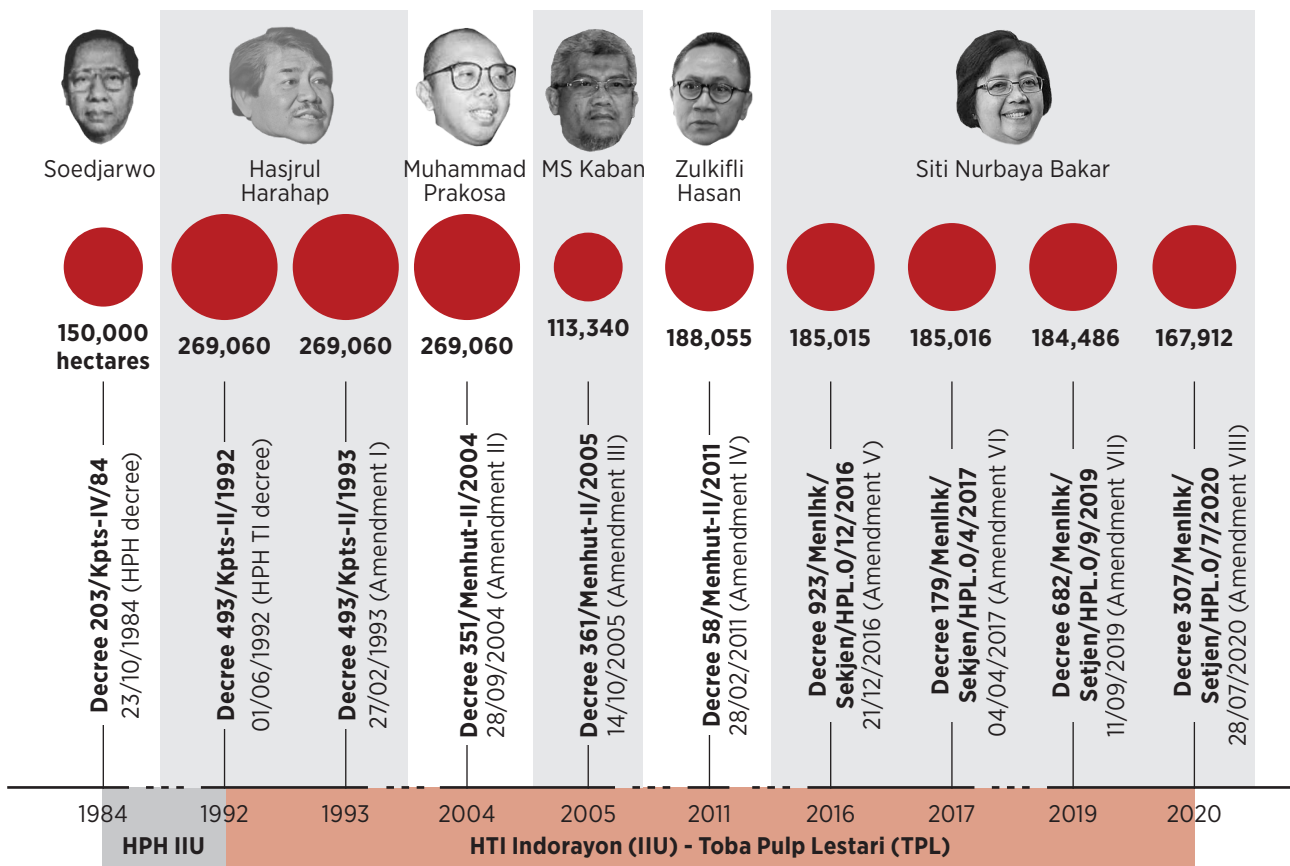 Soedjarwo
Hasjrul
Harahap
Muhammad
Prakosa
MS Kaban
Zulkifli
Hasan
Siti Nurbaya Bakar
150,000
hectares
269,060
269,060
269,060
113,340
188,055
185,015
185,016
184,486
167,912
Decree 203/Kpts-IV/84
23/10/1984 (HPH decree)
Decree 493/Kpts-II/1992
01/06/1992 (HPH TI decree)
Decree 493/Kpts-II/1993
27/02/1993 (Amendment I)
Decree 351/Menhut-II/2004
28/09/2004 (Amendment II)
Decree 361/Menhut-II/2005
14/10/2005 (Amendment III)
Decree 58/Menhut-II/2011
28/02/2011 (Amendment IV)
Decree 923/Menlhk/
Sekjen/HPL.0/12/2016
21/12/2016 (Amendment V)
Decree 179/Menlhk/
Sekjen/HPL.0/4/2017
04/04/2017 (Amendment VI)
Decree 682/Menlhk/
Setjen/HPL.0/9/2019
11/09/2019 (Amendment VII)
Decree 307/Menlhk/
Setjen/HPL.0/7/2020
28/07/2020 (Amendment VIII)
1984
1992
1993
2004
2005
2011
2016
2017
2019
2020
HPH IIU
HTI Indorayon (IIU) - Toba Pulp Lestari (TPL)